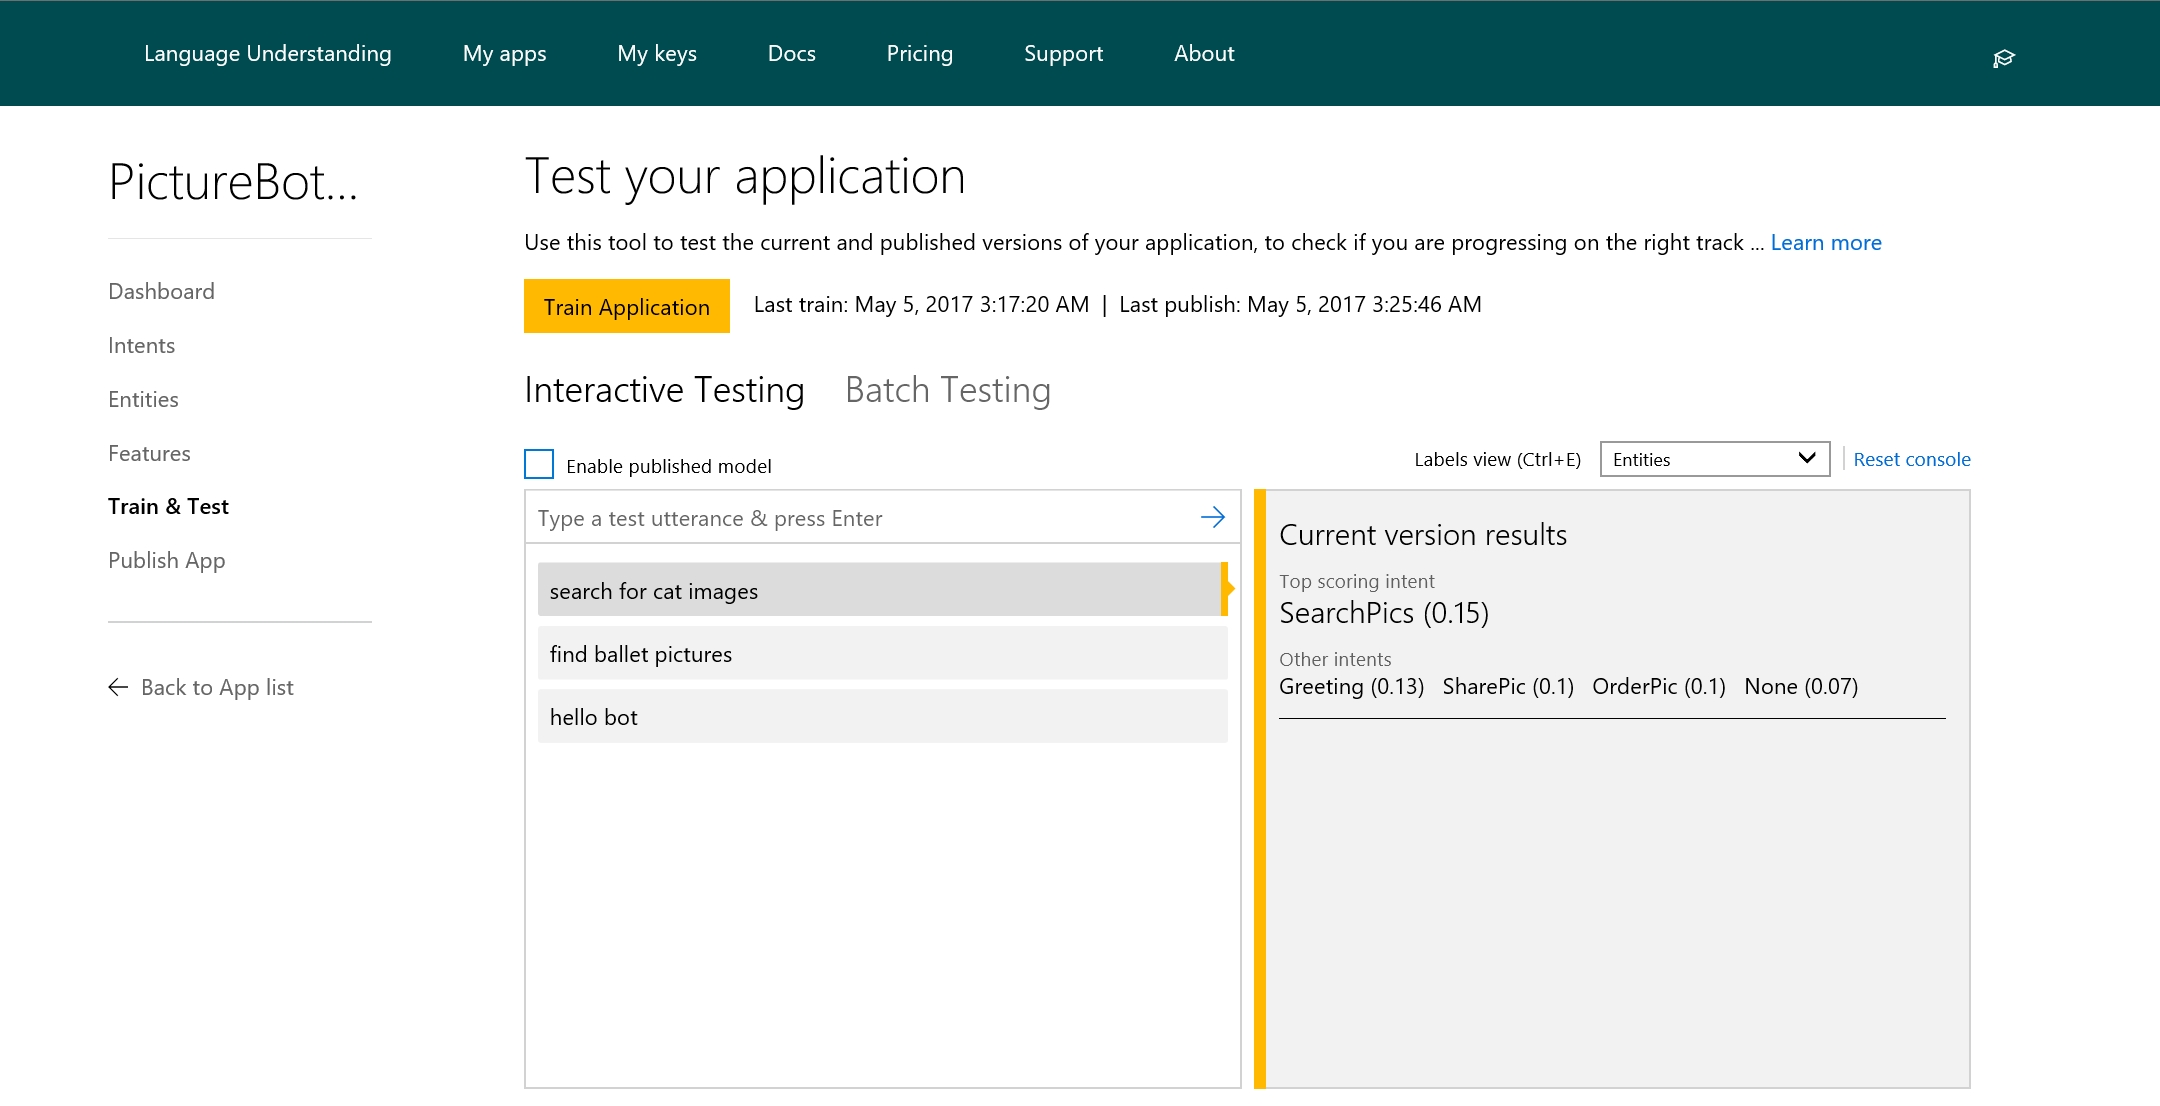 Language Understanding My apps My keys Docs Pricing Support About
PictureBot...
Dashboard
Intents
Entities
Features
Train & Test
Publish App
Back to App list
Test your application
Use this tool to test the current and published versions of your application, to check if you are progressing on the right track ... Learn more
Train Application Last train: May 5, 2017 3:17:20 AM | Last publish: May 5, 2017 3:25:46 AM
Interactive Testing Batch Testing
Enable published model
Labels view (Ctrl+E) Entities Reset console
Type a test utterance & press Enter
search for cat images
find ballet pictures
hello bot
Current version results
Top scoring intent
SearchPics (0.15)
Other intents
Greeting (0.13) SharePic (0.1) OrderPic (0.1) None (0.07)